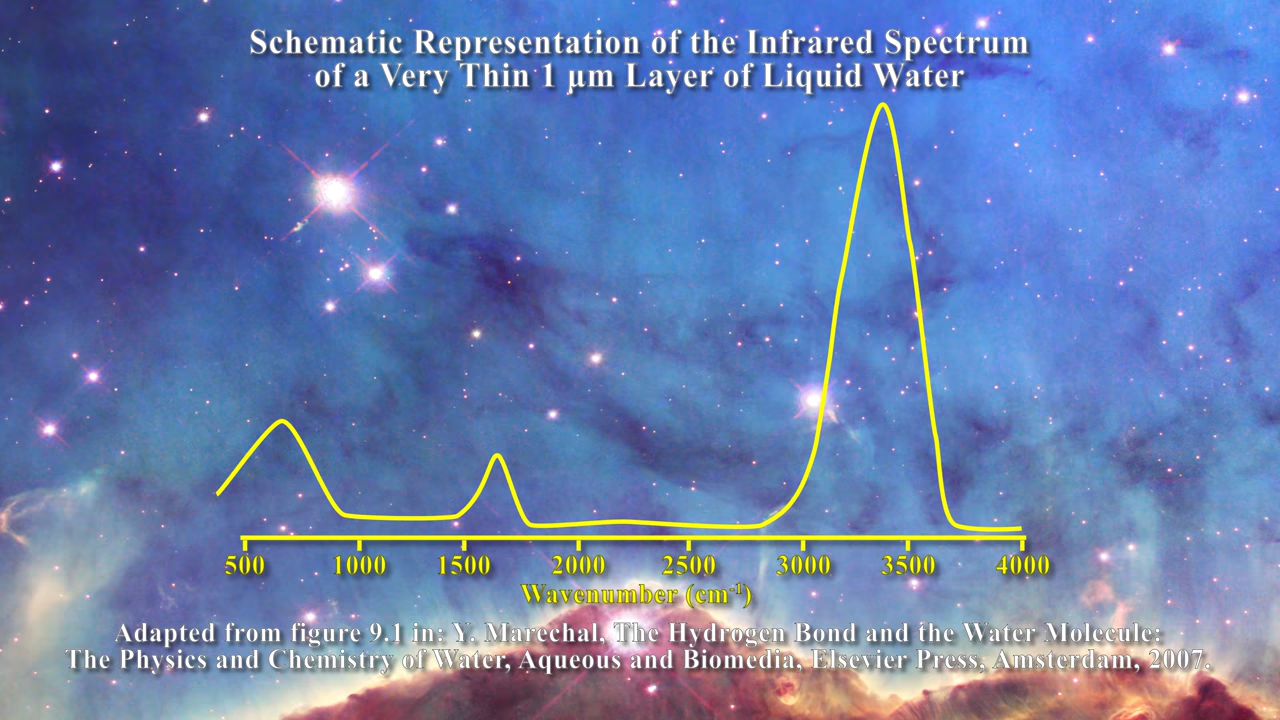 Schematic Representation of the Infrared Spectrum
of a Very Thin 1 µm Layer of Liquid Water
500 1000 1500 2000 2500 3000 3500 4000
Wavenumber (cm⁻¹)
Adapted from figure 9.1 in: Y. Marechal, The Hydrogen Bond and the Water Molecule:
The Physics and Chemistry of Water, Aqueous and Biomedia, Elsevier Press, Amsterdam, 2007.